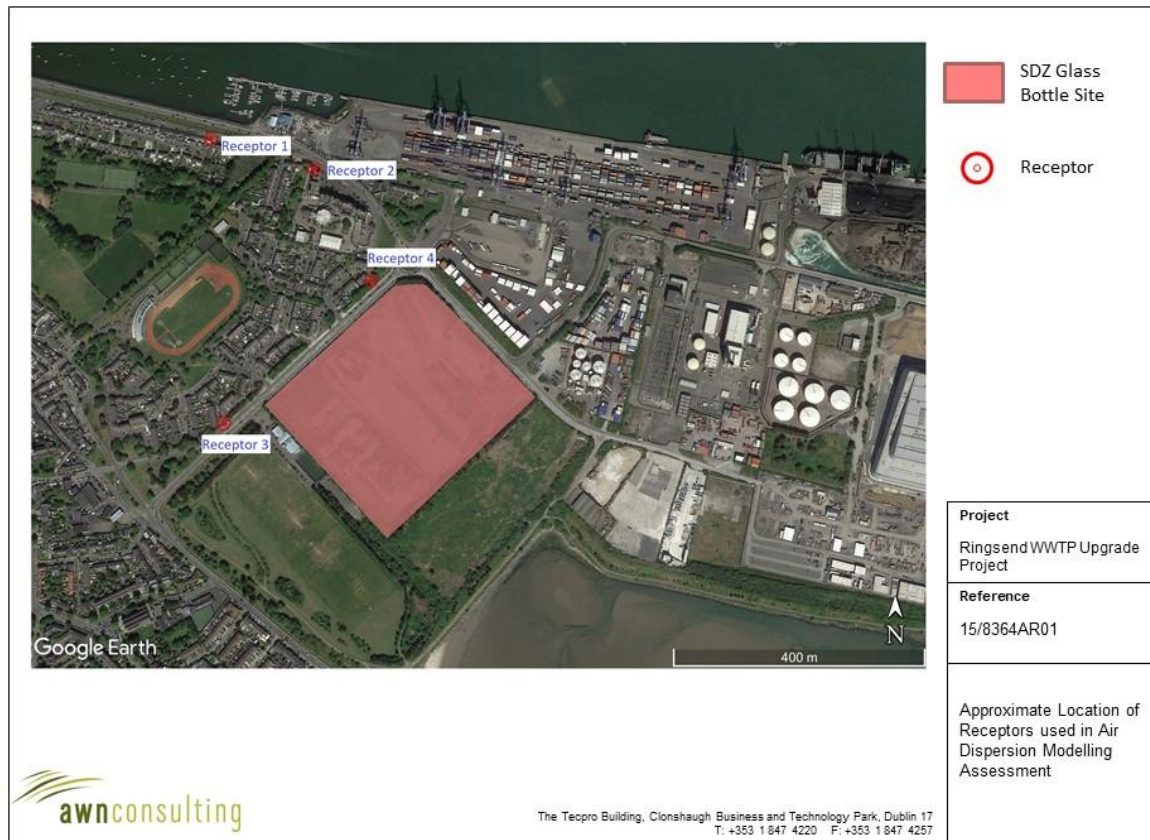 SDZ Glass
Bottle Site
Receptor
Receptor 1
Receptor 2
Receptor 4
Receptor 3
Google Earth
N
400 m
Project
Ringsend WWTP Upgrade
Project
Reference
15/8364AR01
Approximate Location of
Receptors used in Air
Dispersion Modelling
Assessment
awnconsulting
The Tecpro Building, Clonshaugh Business and Technology Park, Dublin 17
T: +353 1 847 4220 F: +353 1 847 4257